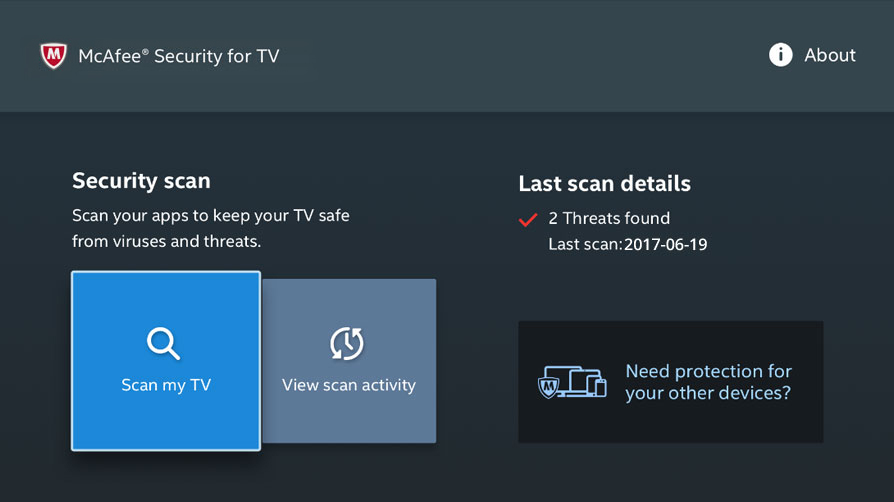 McAfee® Security for TV
About
Security scan
Scan your apps to keep your TV safe
from viruses and threats.
Scan my TV
View scan activity
Last scan details
2 Threats found
Last scan:2017-06-19
Need protection for
your other devices?